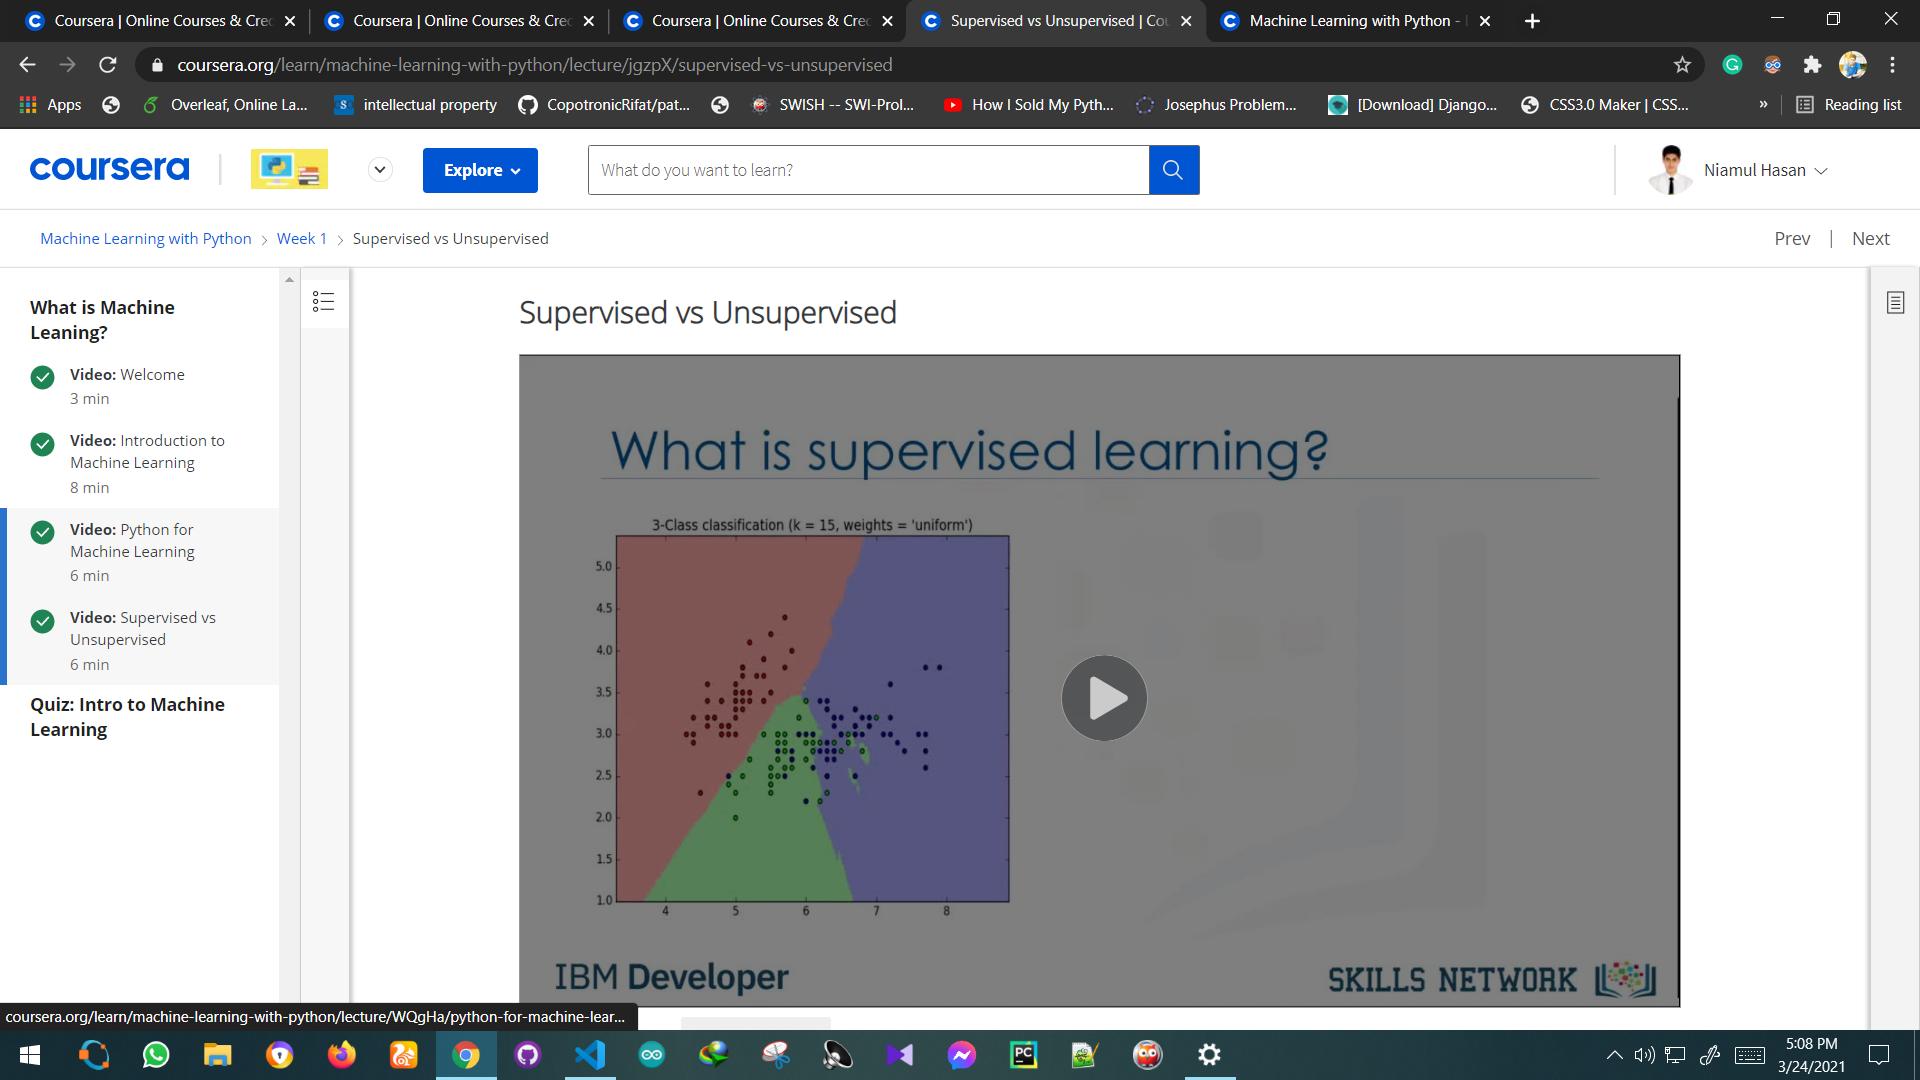 Coursera | Online Courses & Cre
Coursera | Online Courses & Cre
Coursera | Online Courses & Cre
Supervised vs Unsupervised | Cou
Machine Learning with Python -
coursera.org/learn/machine-learning-with-python/lecture/jgzpX/supervised-vs-unsupervised
Apps
Overleaf, Online La...
intellectual property
CopotronicRifat/pat...
SWISH -- SWI-Prol...
How I Sold My Pyth...
Josephus Problem...
[Download] Django...
CSS3.0 Maker | CSS...
»
Reading list
coursera
Explore
What do you want to learn?
Niamul Hasan
Machine Learning with Python > Week 1 > Supervised vs Unsupervised
Prev | Next
What is Machine
Leaning?
Video: Welcome
3 min
Video: Introduction to
Machine Learning
8 min
Video: Python for
Machine Learning
6 min
Video: Supervised vs
Unsupervised
6 min
Quiz: Intro to Machine
Learning
Supervised vs Unsupervised
What is supervised learning?
3-Class classification (k = 15, weights = 'uniform')
5.0
4.5
4.0
3.5
3.0
2.5
2.0
1.5
1.0
4 5 6 7 8
IBM Developer
SKILLS NETWORK
coursera.org/learn/machine-learning-with-python/lecture/WQgHa/python-for-machine-lear...
PC
5:08 PM
3/24/2021